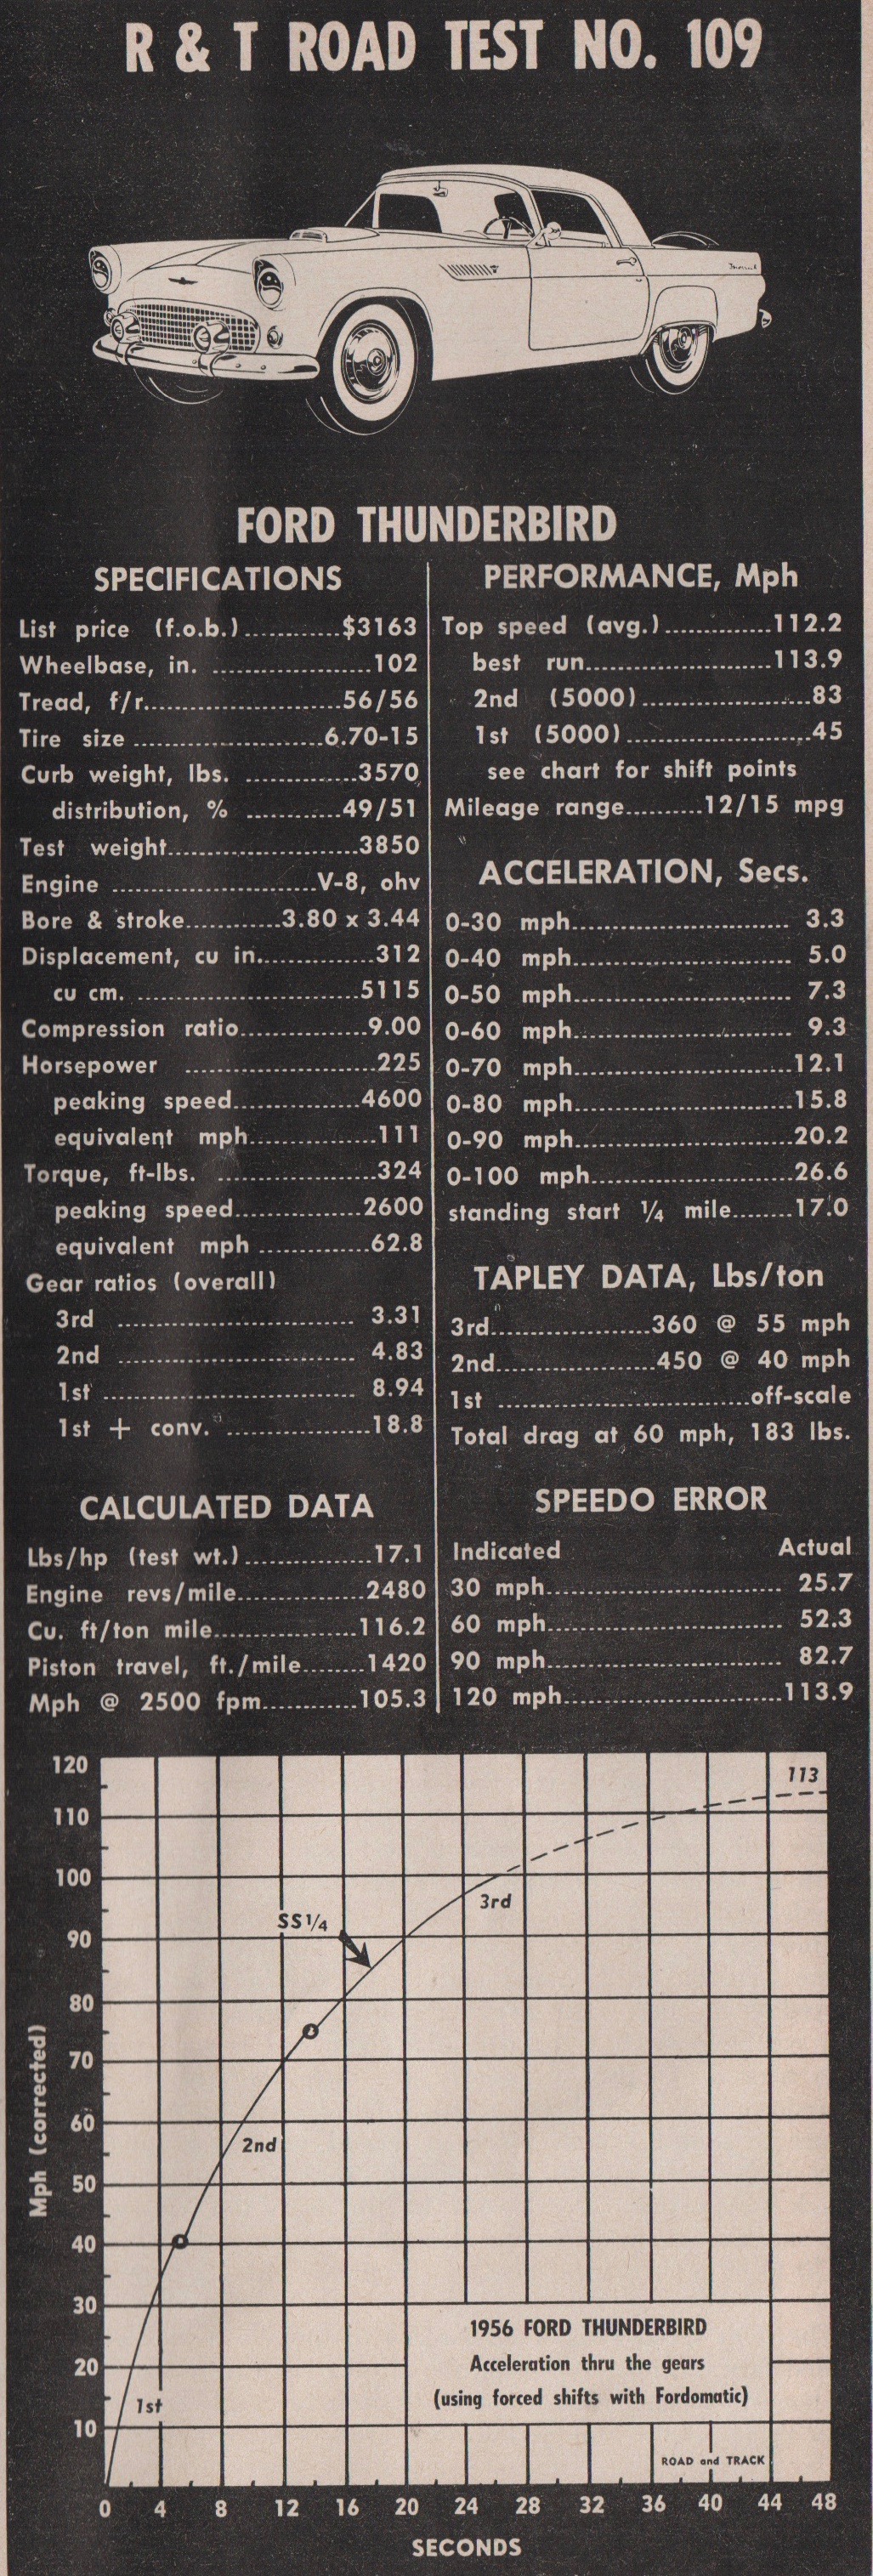 R & T ROAD TEST NO. 109
FORD THUNDERBIRD
SPECIFICATIONS
List price (f.o.b.)............$3163
Wheelbase, in. ....................102
Tread, f/r.........................56/56
Tire size ........................6.70-15
Curb weight, lbs. ..............3570
distribution, % ............49/51
Test weight........................3850
Engine ..........................V-8, ohv
Bore & stroke............3.80 x 3.44
Displacement, cu in..............312
cu cm. ............................5115
Compression ratio................9.00
Horsepower ........................225
peaking speed................4600
equivalent mph................111
Torque, ft-lbs. ....................324
peaking speed................2600
equivalent mph ..............62.8
Gear ratios (overall)
3rd .............................. 3.31
2nd .............................. 4.83
1st ................................ 8.94
1st + conv. ..................18.8
CALCULATED DATA
Lbs/hp (test wt.)................17.1
Engine revs/mile................2480
Cu. ft/ton mile..................116.2
Piston travel, ft./mile........1420
Mph @ 2500 fpm............105.3
PERFORMANCE, Mph
Top speed (avg.)..............112.2
best run........................113.9
2nd (5000)......................83
1st (5000)........................45
see chart for shift points
Mileage range..........12/15 mpg
ACCELERATION, Secs.
0-30 mph............................ 3.3
0-40 mph............................ 5.0
0-50 mph............................ 7.3
0-60 mph............................ 9.3
0-70 mph............................12.1
0-80 mph............................15.8
0-90 mph............................20.2
0-100 mph..........................26.6
standing start ¼ mile........17.0
TAPLEY DATA, Lbs/ton
3rd....................360 @ 55 mph
2nd....................450 @ 40 mph
1st ................................off-scale
Total drag at 60 mph, 183 lbs.
SPEEDO ERROR
Indicated Actual
30 mph.............................. 25.7
60 mph.............................. 52.3
90 mph.............................. 82.7
120 mph............................113.9
120
110
100
90
80
70
60
50
40
30
20
10
Mph (corrected)
113
3rd
SS¼
2nd
1st
1956 FORD THUNDERBIRD
Acceleration thru the gears
(using forced shifts with Fordomatic)
ROAD and TRACK
0 4 8 12 16 20 24 28 32 36 40 44 48
SECONDS